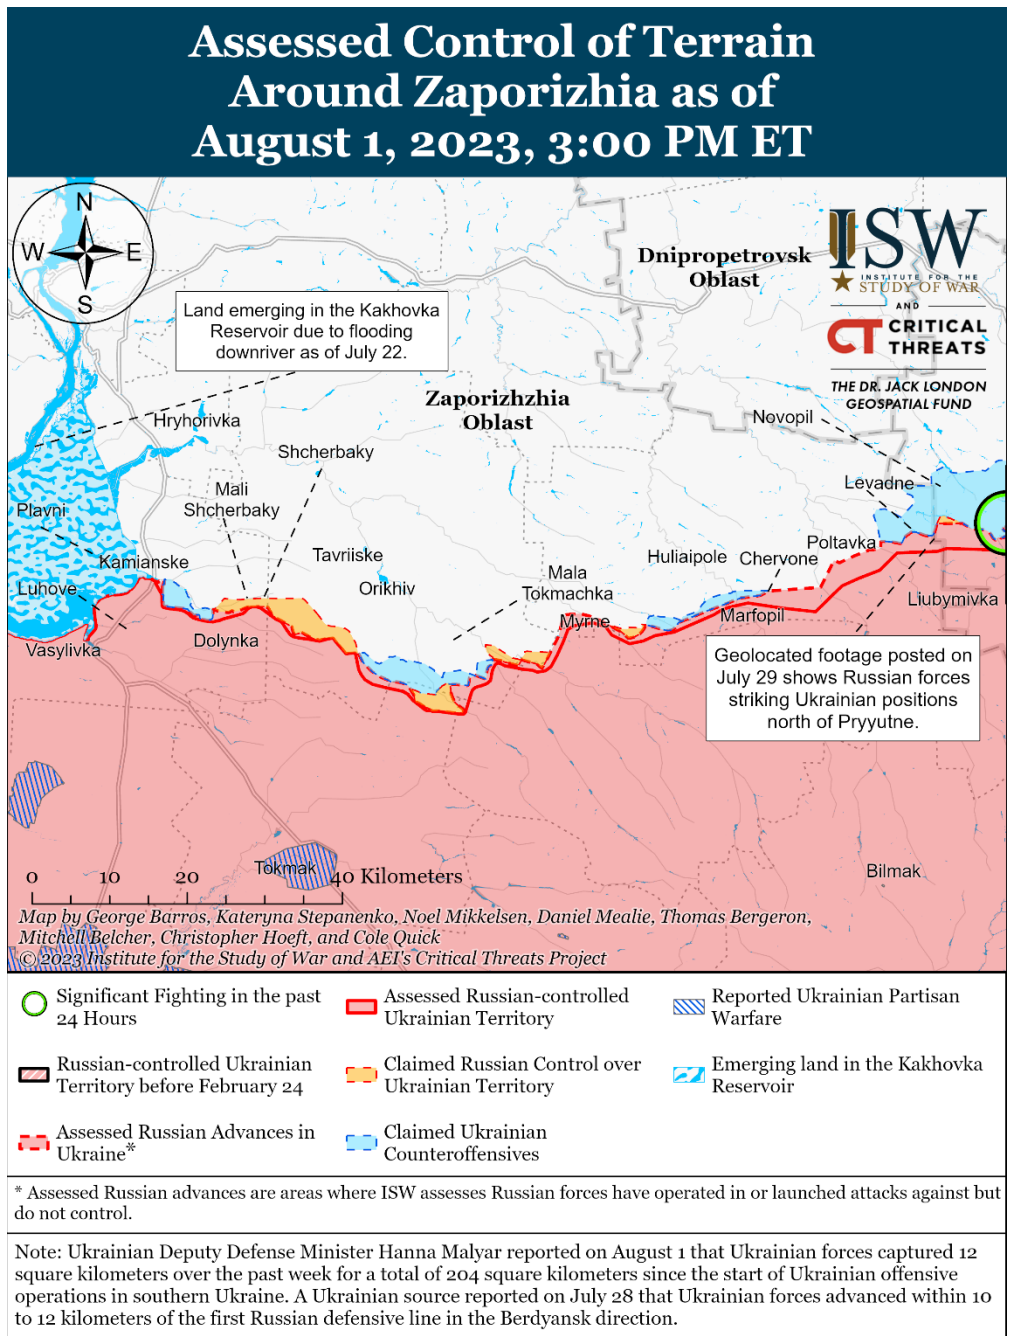 Assessed Control of Terrain
Around Zaporizhia as of
August 1, 2023, 3:00 PM ET
N
W
E
S
ISW
INSTITUTE FOR THE
STUDY OF WAR
AND
CT CRITICAL
THREATS
THE DR. JACK LONDON
GEOSPATIAL FUND
Dnipropetrovsk
Oblast
Land emerging in the Kakhovka
Reservoir due to flooding
downriver as of July 22.
Zaporizhzhia
Oblast
Novopil
Hryhorivka
Shcherbaky
Levadne
Mali
Shcherbaky
Plavni
Poltavka
Kamianske
Tavriiske
Huliaipole
Chervone
Mala
Tokmachka
Luhove
Orikhiv
Liubymivka
Myrne
Marfopil
Vasylivka
Dolynka
Geolocated footage posted on
July 29 shows Russian forces
striking Ukrainian positions
north of Pryyutne.
Tokmak
Bilmak
0 10 20 40 Kilometers
Map by George Barros, Kateryna Stepanenko, Noel Mikkelsen, Daniel Mealie, Thomas Bergeron,
Mitchell Belcher, Christopher Hoeft, and Cole Quick
© 2023 Institute for the Study of War and AEI's Critical Threats Project
Significant Fighting in the past
24 Hours
Russian-controlled Ukrainian
Territory before February 24
Assessed Russian Advances in
Ukraine*
Assessed Russian-controlled
Ukrainian Territory
Claimed Russian Control over
Ukrainian Territory
Claimed Ukrainian
Counteroffensives
Reported Ukrainian Partisan
Warfare
Emerging land in the Kakhovka
Reservoir
* Assessed Russian advances are areas where ISW assesses Russian forces have operated in or launched attacks against but
do not control.
Note: Ukrainian Deputy Defense Minister Hanna Malyar reported on August 1 that Ukrainian forces captured 12
square kilometers over the past week for a total of 204 square kilometers since the start of Ukrainian offensive
operations in southern Ukraine. A Ukrainian source reported on July 28 that Ukrainian forces advanced within 10
to 12 kilometers of the first Russian defensive line in the Berdyansk direction.